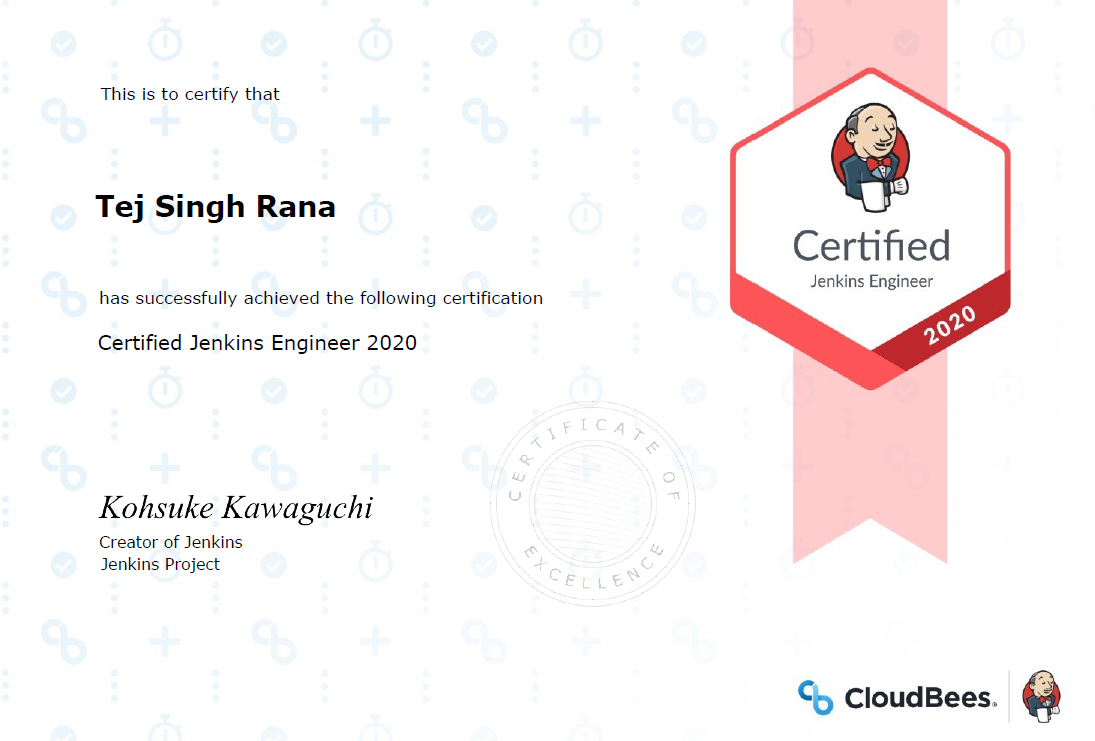 This is to certify that
Tej Singh Rana
has successfully achieved the following certification
Certified Jenkins Engineer 2020
Kohsuke Kawaguchi
Creator of Jenkins
Jenkins Project
CERTIFICATE OF
EXCELLENCE
Certified
Jenkins Engineer
2020
CloudBees®